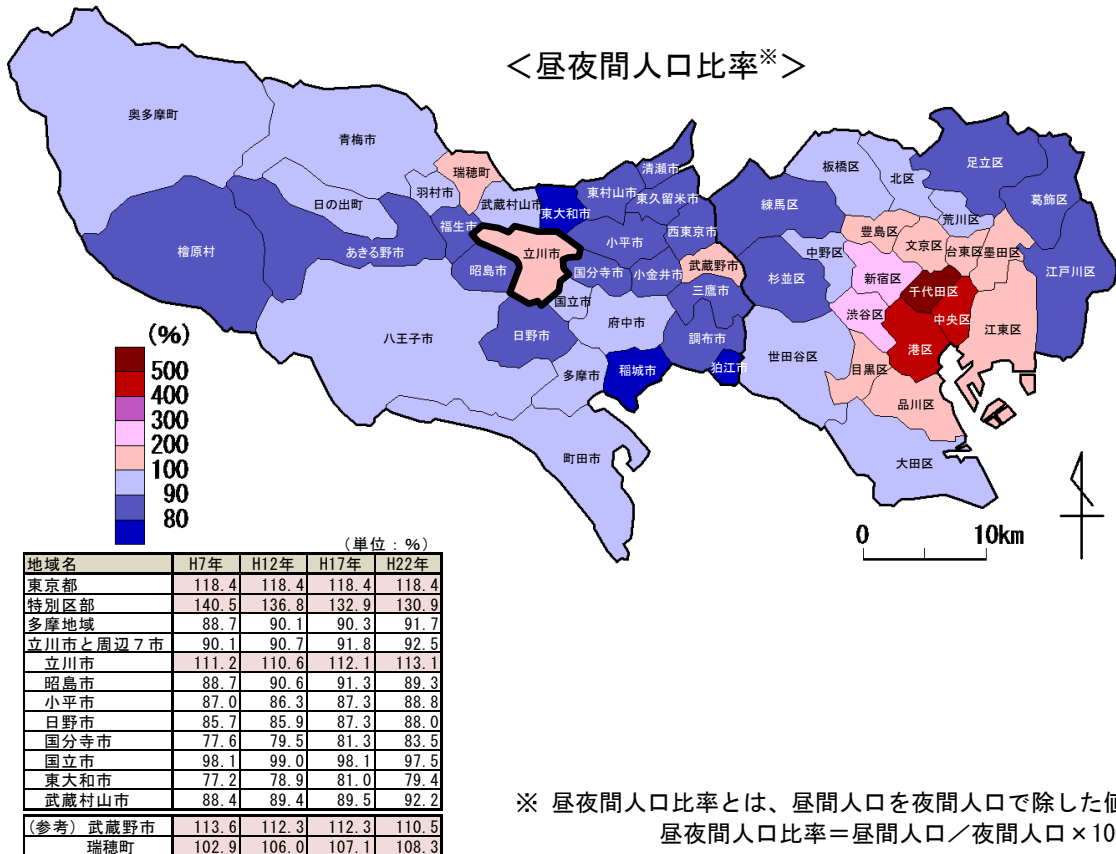 ＜昼夜間人口比率※＞
奥多摩町
青梅市
瑞穂町
羽村市
日の出町
武蔵村山市
東大和市
東村山市
清瀬市
東久留米市
西東京市
檜原村
あきる野市
福生市
昭島市
立川市
小平市
国分寺市
小金井市
武蔵野市
三鷹市
国立市
府中市
調布市
狛江市
稲城市
多摩市
日野市
八王子市
町田市
板橋区
北区
足立区
葛飾区
荒川区
練馬区
豊島区
文京区
台東区
墨田区
江戸川区
中野区
新宿区
千代田区
杉並区
渋谷区
中央区
港区
江東区
世田谷区
目黒区
品川区
大田区
(%)
500
400
300
200
100
90
80
0 10km
（単位：%）
地域名 H7年 H12年 H17年 H22年
東京都 118.4 118.4 118.4 118.4
特別区部 140.5 136.8 132.9 130.9
多摩地域 88.7 90.1 90.3 91.7
立川市と周辺７市 90.1 90.7 91.8 92.5
立川市 111.2 110.6 112.1 113.1
昭島市 88.7 90.6 91.3 89.3
小平市 87.0 86.3 87.3 88.8
日野市 85.7 85.9 87.3 88.0
国分寺市 77.6 79.5 81.3 83.5
国立市 98.1 99.0 98.1 97.5
東大和市 77.2 78.9 81.0 79.4
武蔵村山市 88.4 89.4 89.5 92.2
(参考) 武蔵野市 113.6 112.3 112.3 110.5
瑞穂町 102.9 106.0 107.1 108.3
※ 昼夜間人口比率とは、昼間人口を夜間人口で除した値
昼夜間人口比率＝昼間人口／夜間人口×10